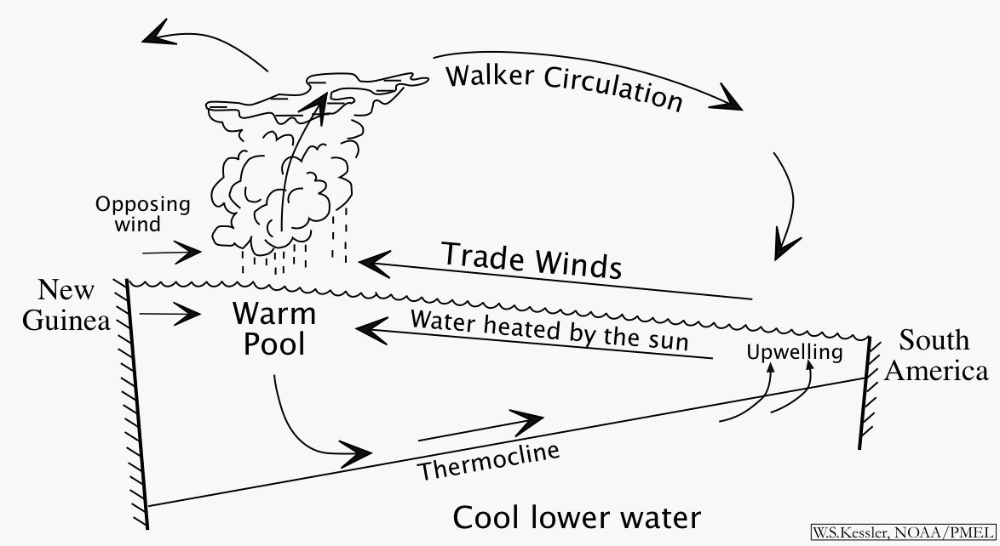 Walker Circulation
Opposing
wind
Trade Winds
New
Guinea
Warm
Pool
Water heated by the sun
Upwelling
South
America
Thermocline
Cool lower water
W.S.Kessler, NOAA/PMEL